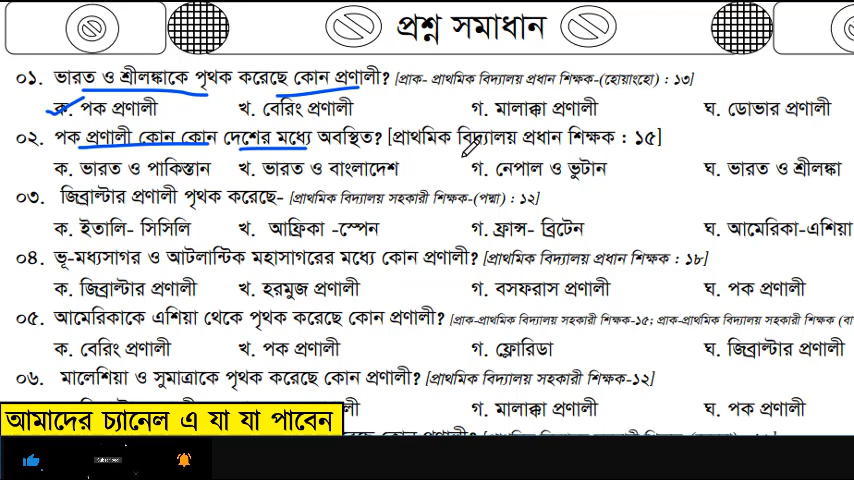 প্রশ্ন সমাধান
০১. ভারত ও শ্রীলঙ্কাকে পৃথক করেছে কোন প্রণালী? [প্রাক- প্রাথমিক বিদ্যালয় প্রধান শিক্ষক-(হোয়াংহো) : ১৩]
ক. পক প্রণালী খ. বেরিং প্রণালী গ. মালাক্কা প্রণালী ঘ. ডোভার প্রণালী
০২. পক প্রণালী কোন কোন দেশের মধ্যে অবস্থিত? [প্রাথমিক বিদ্যালয় প্রধান শিক্ষক : ১৫]
ক. ভারত ও পাকিস্তান খ. ভারত ও বাংলাদেশ গ. নেপাল ও ভুটান ঘ. ভারত ও শ্রীলঙ্কা
০৩. জিব্রাল্টার প্রণালী পৃথক করেছে- [প্রাথমিক বিদ্যালয় সহকারী শিক্ষক-(পদ্মা) : ১২]
ক. ইতালি- সিসিলি খ. আফ্রিকা -স্পেন গ. ফ্রান্স- ব্রিটেন ঘ. আমেরিকা-এশিয়া
০৪. ভূ-মধ্যসাগর ও আটলান্টিক মহাসাগরের মধ্যে কোন প্রণালী? [প্রাথমিক বিদ্যালয় প্রধান শিক্ষক : ১৮]
ক. জিব্রাল্টার প্রণালী খ. হরমুজ প্রণালী গ. বসফরাস প্রণালী ঘ. পক প্রণালী
০৫. আমেরিকাকে এশিয়া থেকে পৃথক করেছে কোন প্রণালী? [প্রাক-প্রাথমিক বিদ্যালয় সহকারী শিক্ষক-১৫; প্রাক-প্রাথমিক বিদ্যালয় সহকারী শিক্ষক (বা
ক. বেরিং প্রণালী খ. পক প্রণালী গ. ফ্লোরিডা ঘ. জিব্রাল্টার প্রণালী
০৬. মালেশিয়া ও সুমাত্রাকে পৃথক করেছে কোন প্রণালী? [প্রাথমিক বিদ্যালয় সহকারী শিক্ষক-১২]
গ. মালাক্কা প্রণালী ঘ. পক প্রণালী
আমাদের চ্যানেল এ যা যা পাবেন
Subscribed